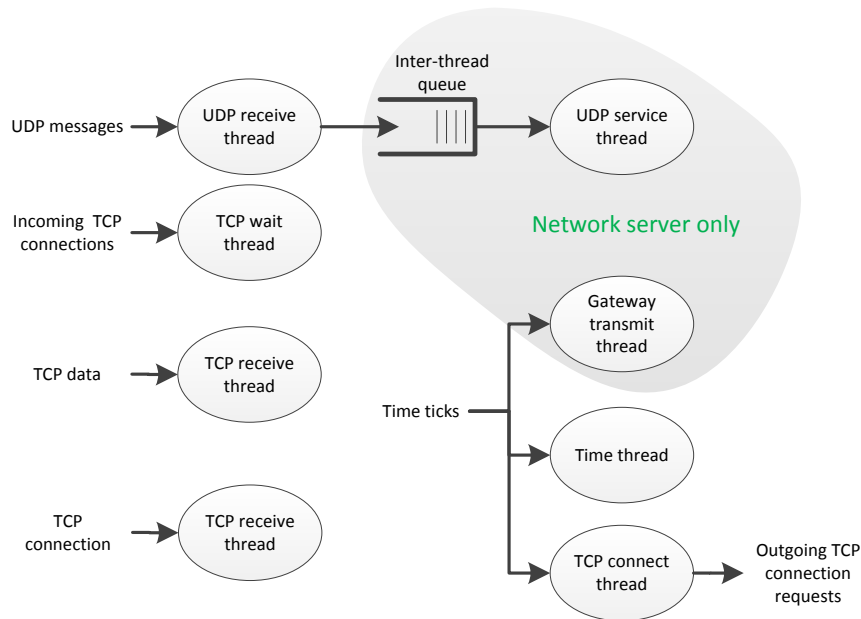 Inter-thread
queue
UDP messages
UDP receive
thread
UDP service
thread
Incoming TCP
connections
TCP wait
thread
Network server only
Gateway
transmit
thread
TCP data
TCP receive
thread
Time ticks
Time thread
TCP
connection
TCP receive
thread
TCP connect
thread
Outgoing TCP
connection
requests